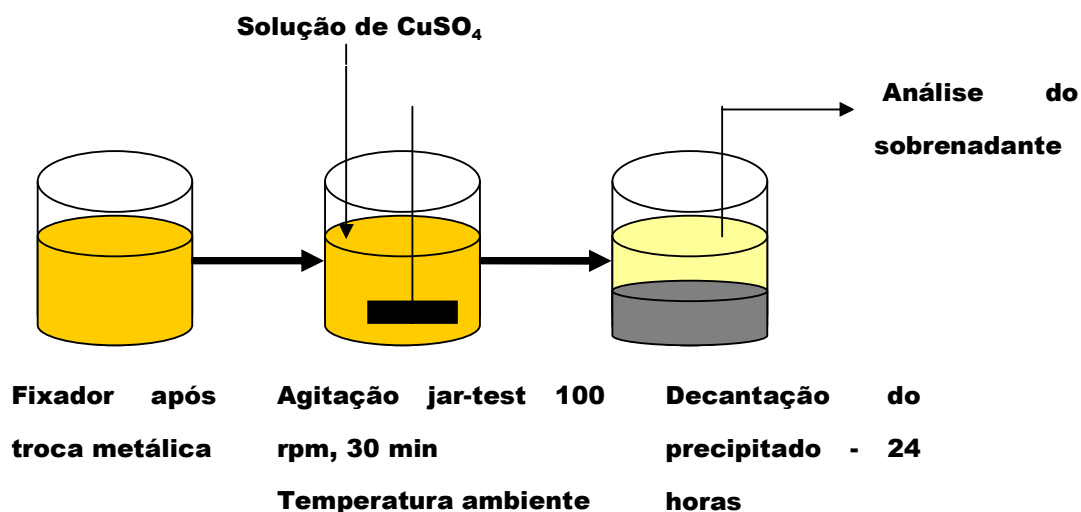 Solução de CuSO₄
Análise do
sobrenadante
Fixador após
troca metálica
Agitação jar-test 100
rpm, 30 min
Temperatura ambiente
Decantação do
precipitado - 24
horas